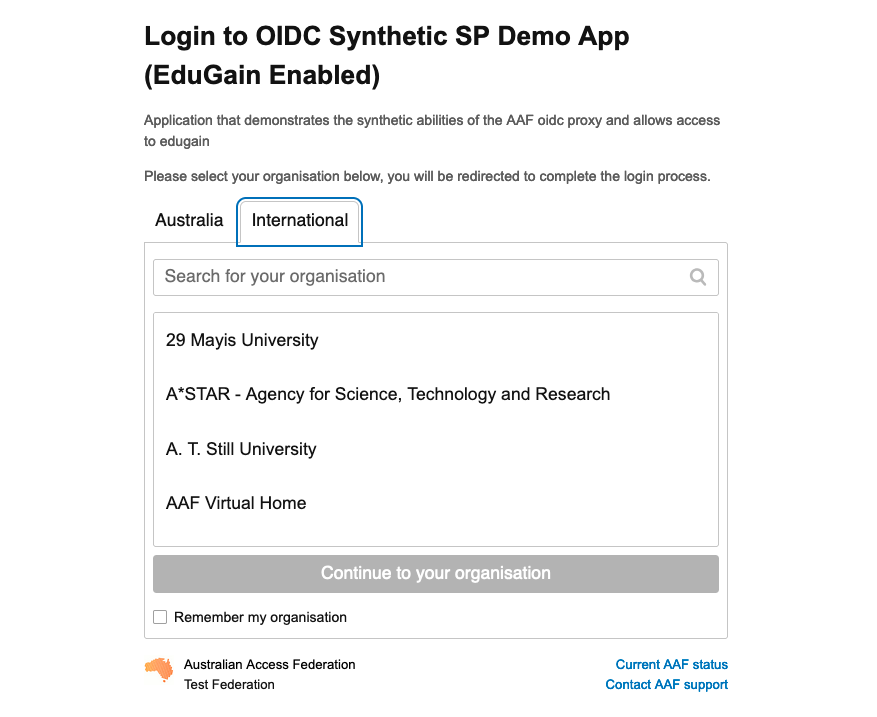 Login to OIDC Synthetic SP Demo App
(EduGain Enabled)
Application that demonstrates the synthetic abilities of the AAF oidc proxy and allows access
to edugain
Please select your organisation below, you will be redirected to complete the login process.
Australia International
Search for your organisation
29 Mayis University
A*STAR - Agency for Science, Technology and Research
A. T. Still University
AAF Virtual Home
Continue to your organisation
Remember my organisation
Australian Access Federation Current AAF status
Test Federation Contact AAF support